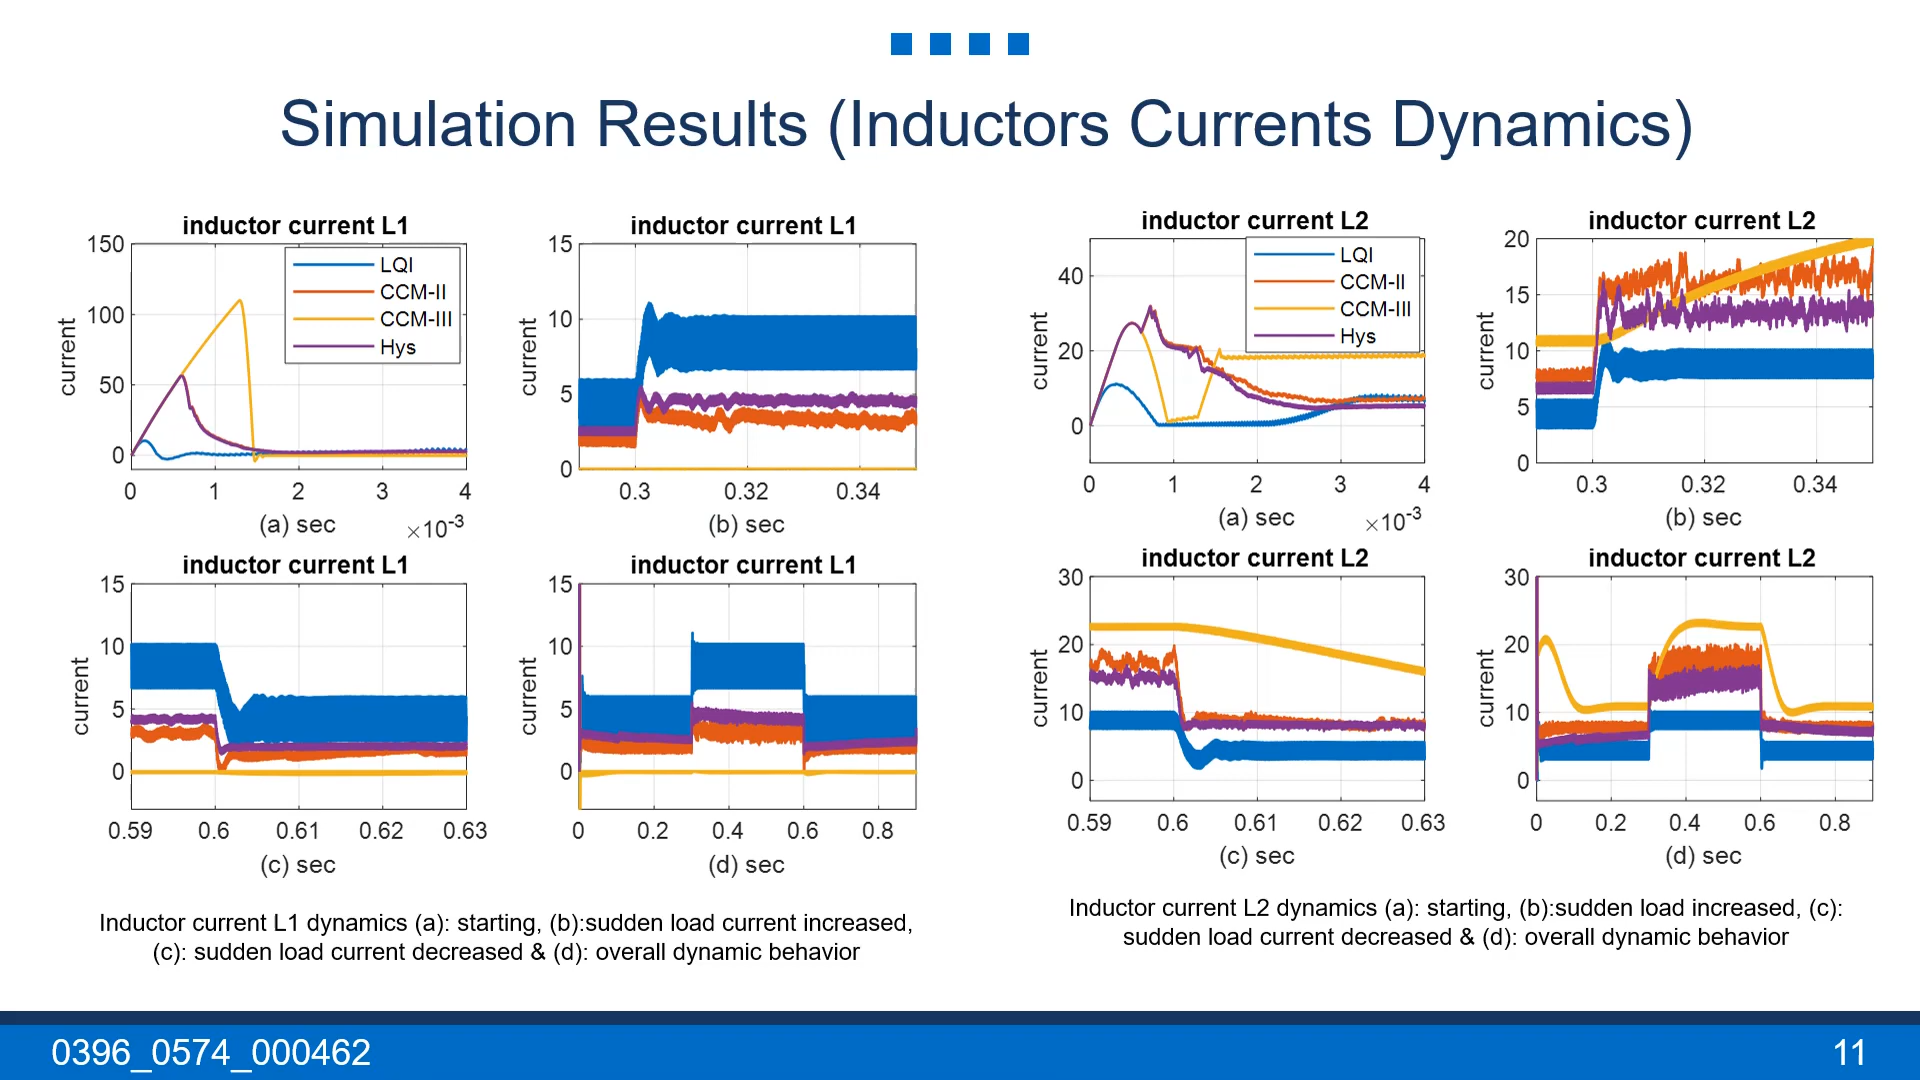 Simulation Results (Inductors Currents Dynamics)
inductor current L1
150
100
50
0
current
LQI
CCM-II
CCM-III
Hys
0 1 2 3 4
(a) sec
×10-3
inductor current L1
15
10
5
0
current
0.3 0.32 0.34
(b) sec
inductor current L1
15
10
5
0
current
0.59 0.6 0.61 0.62 0.63
(c) sec
inductor current L1
15
10
5
0
current
0 0.2 0.4 0.6 0.8
(d) sec
Inductor current L1 dynamics (a): starting, (b):sudden load current increased,
(c): sudden load current decreased & (d): overall dynamic behavior
inductor current L2
40
20
0
current
LQI
CCM-II
CCM-III
Hys
0 1 2 3 4
(a) sec
×10-3
inductor current L2
20
15
10
5
0
current
0.3 0.32 0.34
(b) sec
inductor current L2
30
20
10
0
current
0.59 0.6 0.61 0.62 0.63
(c) sec
inductor current L2
30
20
10
0
current
0 0.2 0.4 0.6 0.8
(d) sec
Inductor current L2 dynamics (a): starting, (b):sudden load increased, (c):
sudden load current decreased & (d): overall dynamic behavior
0396_0574_000462
11